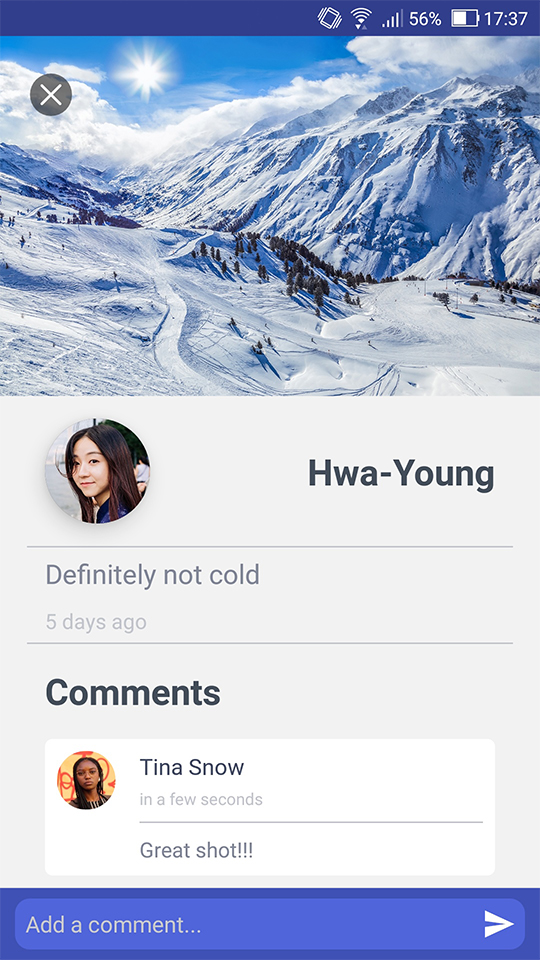 56% 17:37
Hwa-Young
Definitely not cold
5 days ago
Comments
Tina Snow
in a few seconds
Great shot!!!
Add a comment...